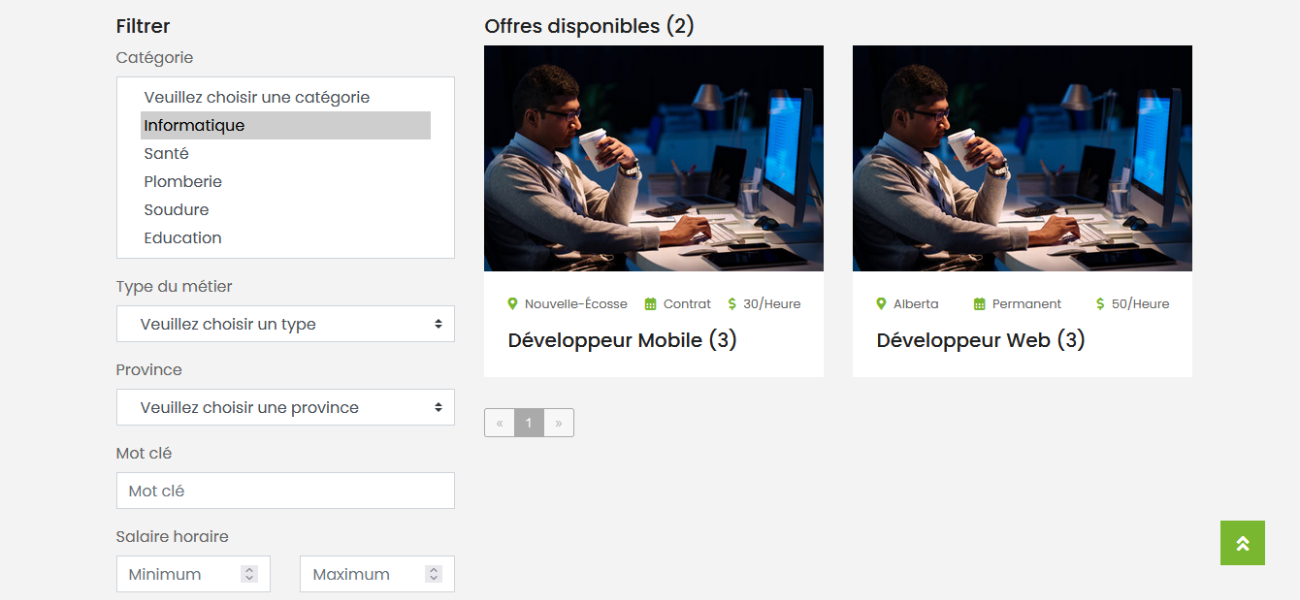 Filtrer
Catégorie
Veuillez choisir une catégorie
Informatique
Santé
Plomberie
Soudure
Education
Type du métier
Veuillez choisir un type
Province
Veuillez choisir une province
Mot clé
Mot clé
Salaire horaire
Minimum
Maximum
Offres disponibles (2)
Nouvelle-Écosse
Contrat
$ 30/Heure
Développeur Mobile (3)
Alberta
Permanent
$ 50/Heure
Développeur Web (3)
« 1 »